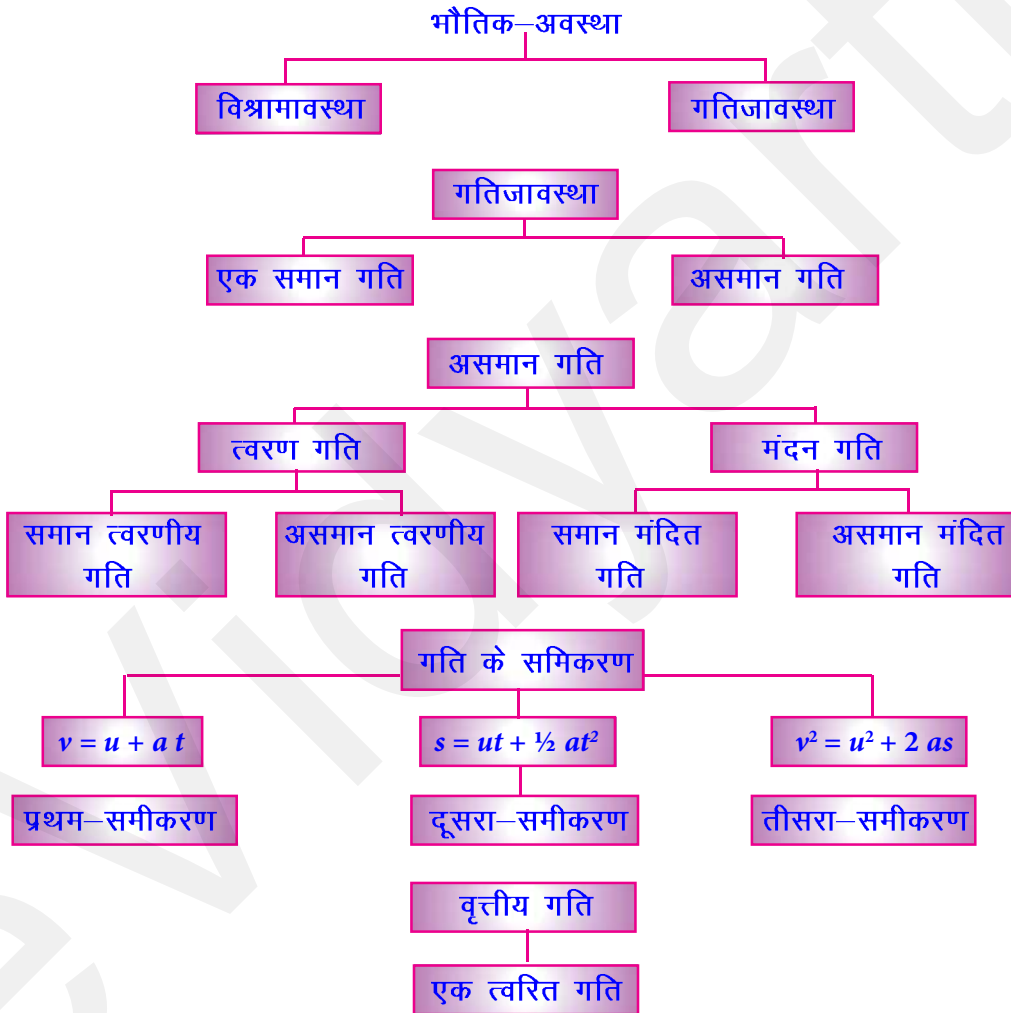 भौतिक–अवस्था
विश्रामावस्था
गतिजावस्था
गतिजावस्था
एक समान गति
असमान गति
असमान गति
त्वरण गति
मंदन गति
समान त्वरणीय
गति
असमान त्वरणीय
गति
समान मंदित
गति
असमान मंदित
गति
गति के समिकरण
v = u + a t
s = ut + ½ at²
v² = u² + 2 as
प्रथम–समीकरण
दूसरा–समीकरण
तीसरा–समीकरण
वृत्तीय गति
एक त्वरित गति